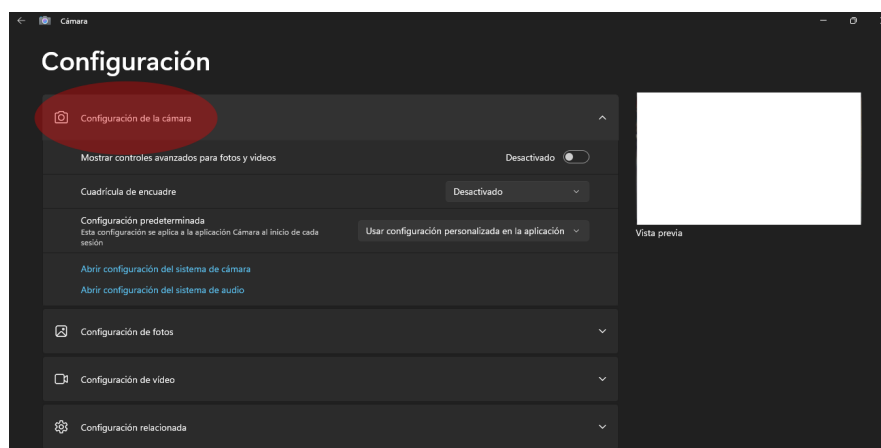 Cámara
Configuración
Configuración de la cámara
Mostrar controles avanzados para fotos y videos
Desactivado
Cuadrícula de encuadre
Desactivado
Configuración predeterminada
Esta configuración se aplica a la aplicación Cámara al inicio de cada
sesión
Usar configuración personalizada en la aplicación
Vista previa
Abrir configuración del sistema de cámara
Abrir configuración del sistema de audio
Configuración de fotos
Configuración de vídeo
Configuración relacionada